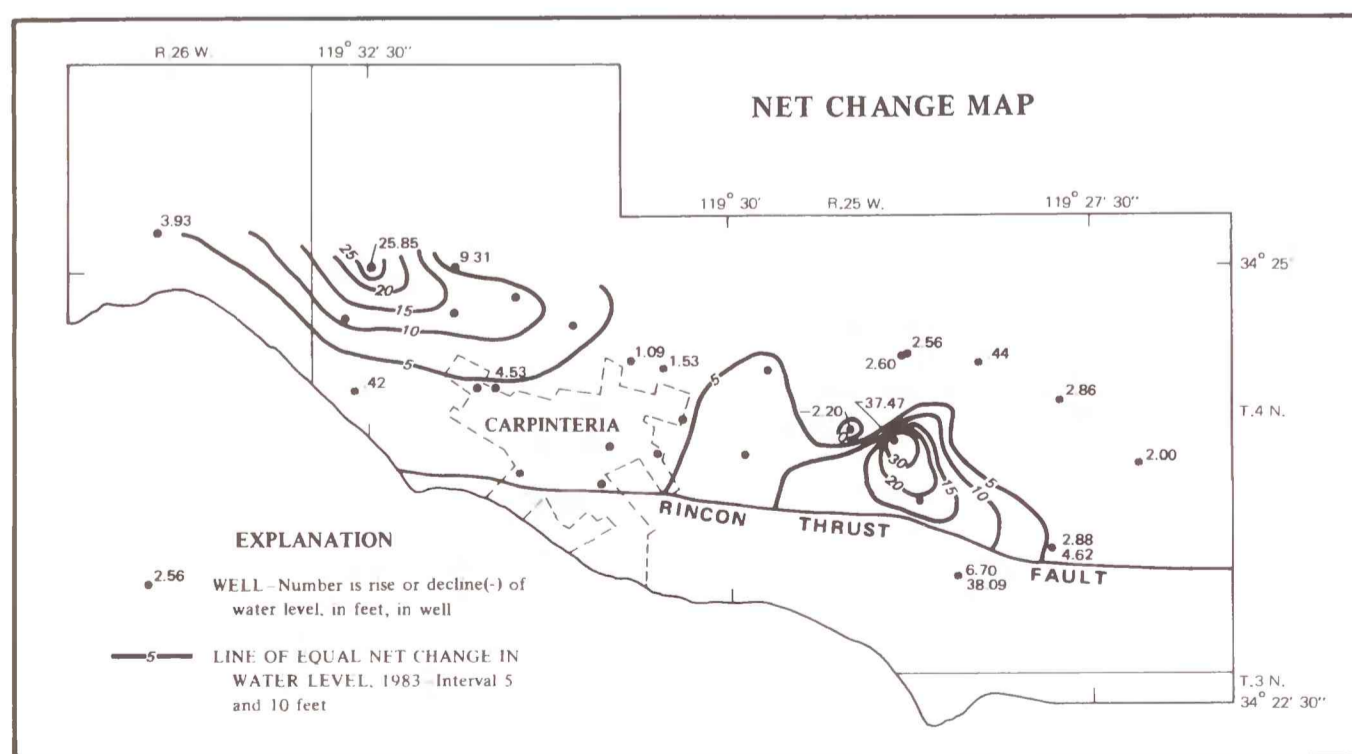 R.26 W. 119° 32' 30"
NET CHANGE MAP
119° 30' R.25 W. 119° 27' 30"
3.93
25.85
9.31
34° 25'
25
20
15
10
5
1.09
1.53
4.53
.42
5
2.56
2.60
.44
2.86
-2.20
37.47
0
T.4 N.
CARPINTERIA
30
20
15
10
5
2.00
RINCON THRUST FAULT
2.88
4.62
6.70
38.09
EXPLANATION
2.56 WELL–Number is rise or decline(-) of
water level, in feet, in well
5 LINE OF EQUAL NET CHANGE IN
WATER LEVEL, 1983–Interval 5
and 10 feet
T.3 N.
34° 22' 30"